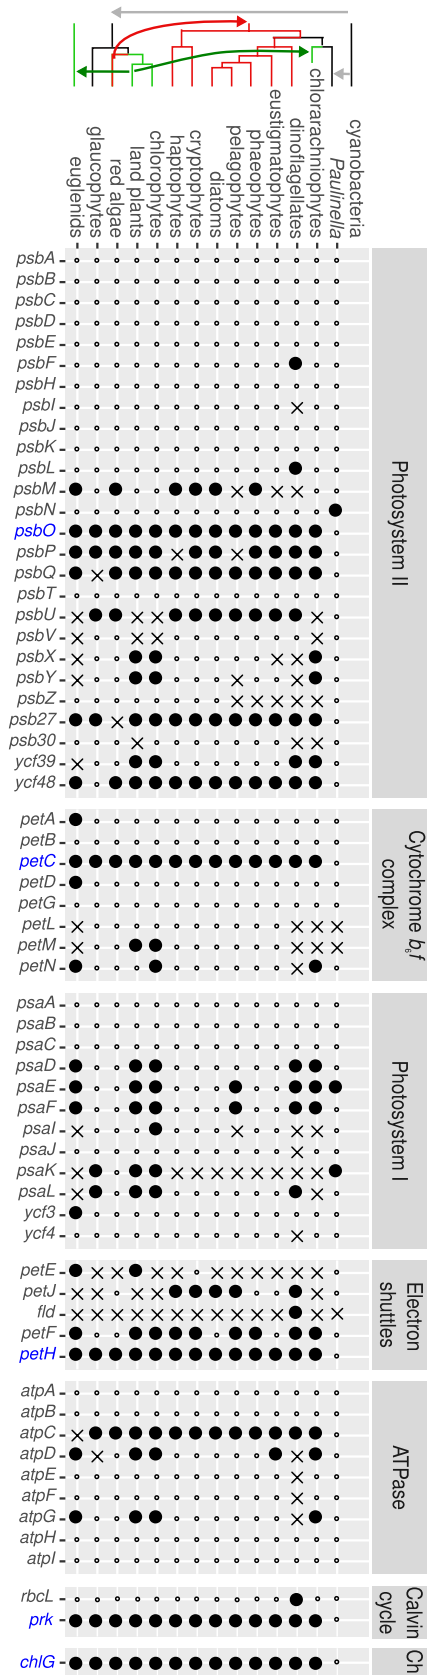 euglenids
glaucophytes
red algae
land plants
chlorophytes
haptophytes
cryptophytes
diatoms
pelagophytes
phaeophytes
eustigmatophytes
dinoflagellates
chlorarachniophytes
Paulinella
cyanobacteria
psbA
psbB
psbC
psbD
psbE
psbF
psbH
psbI
psbJ
psbK
psbL
psbM
psbN
psbO
psbP
psbQ
psbT
psbU
psbV
psbX
psbY
psbZ
psb27
psb30
ycf39
ycf48
Photosystem II
petA
petB
petC
petD
petG
petL
petM
petN
Cytochrome b₆f
complex
psaA
psaB
psaC
psaD
psaE
psaF
psaI
psaJ
psaK
psaL
ycf3
ycf4
Photosystem I
petE
petJ
fld
petF
petH
Electron
shuttles
atpA
atpB
atpC
atpD
atpE
atpF
atpG
atpH
atpI
ATPase
rbcL
prk
Calvin
cycle
chlG
Ch